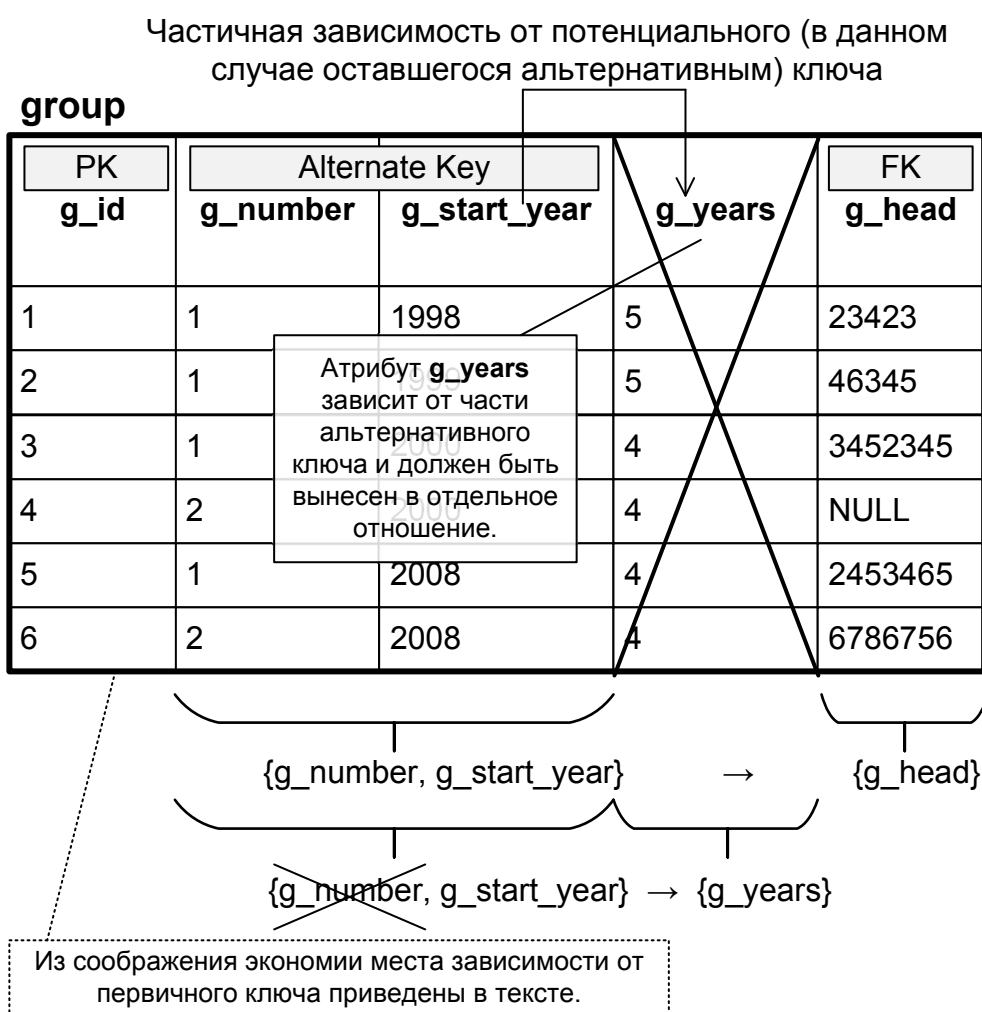 Частичная зависимость от потенциального (в данном
случае оставшегося альтернативным) ключа
group
PK Alternate Key FK
g_id g_number g_start_year g_years g_head
1 1 1998 5 23423
2 1 1999 5 46345
3 1 2000 4 3452345
4 2 2000 4 NULL
5 1 2008 4 2453465
6 2 2008 4 6786756
Атрибут g_years
зависит от части
альтернативного
ключа и должен быть
вынесен в отдельное
отношение.
{g_number, g_start_year} → {g_head}
{g_number, g_start_year} → {g_years}
Из соображения экономии места зависимости от
первичного ключа приведены в тексте.